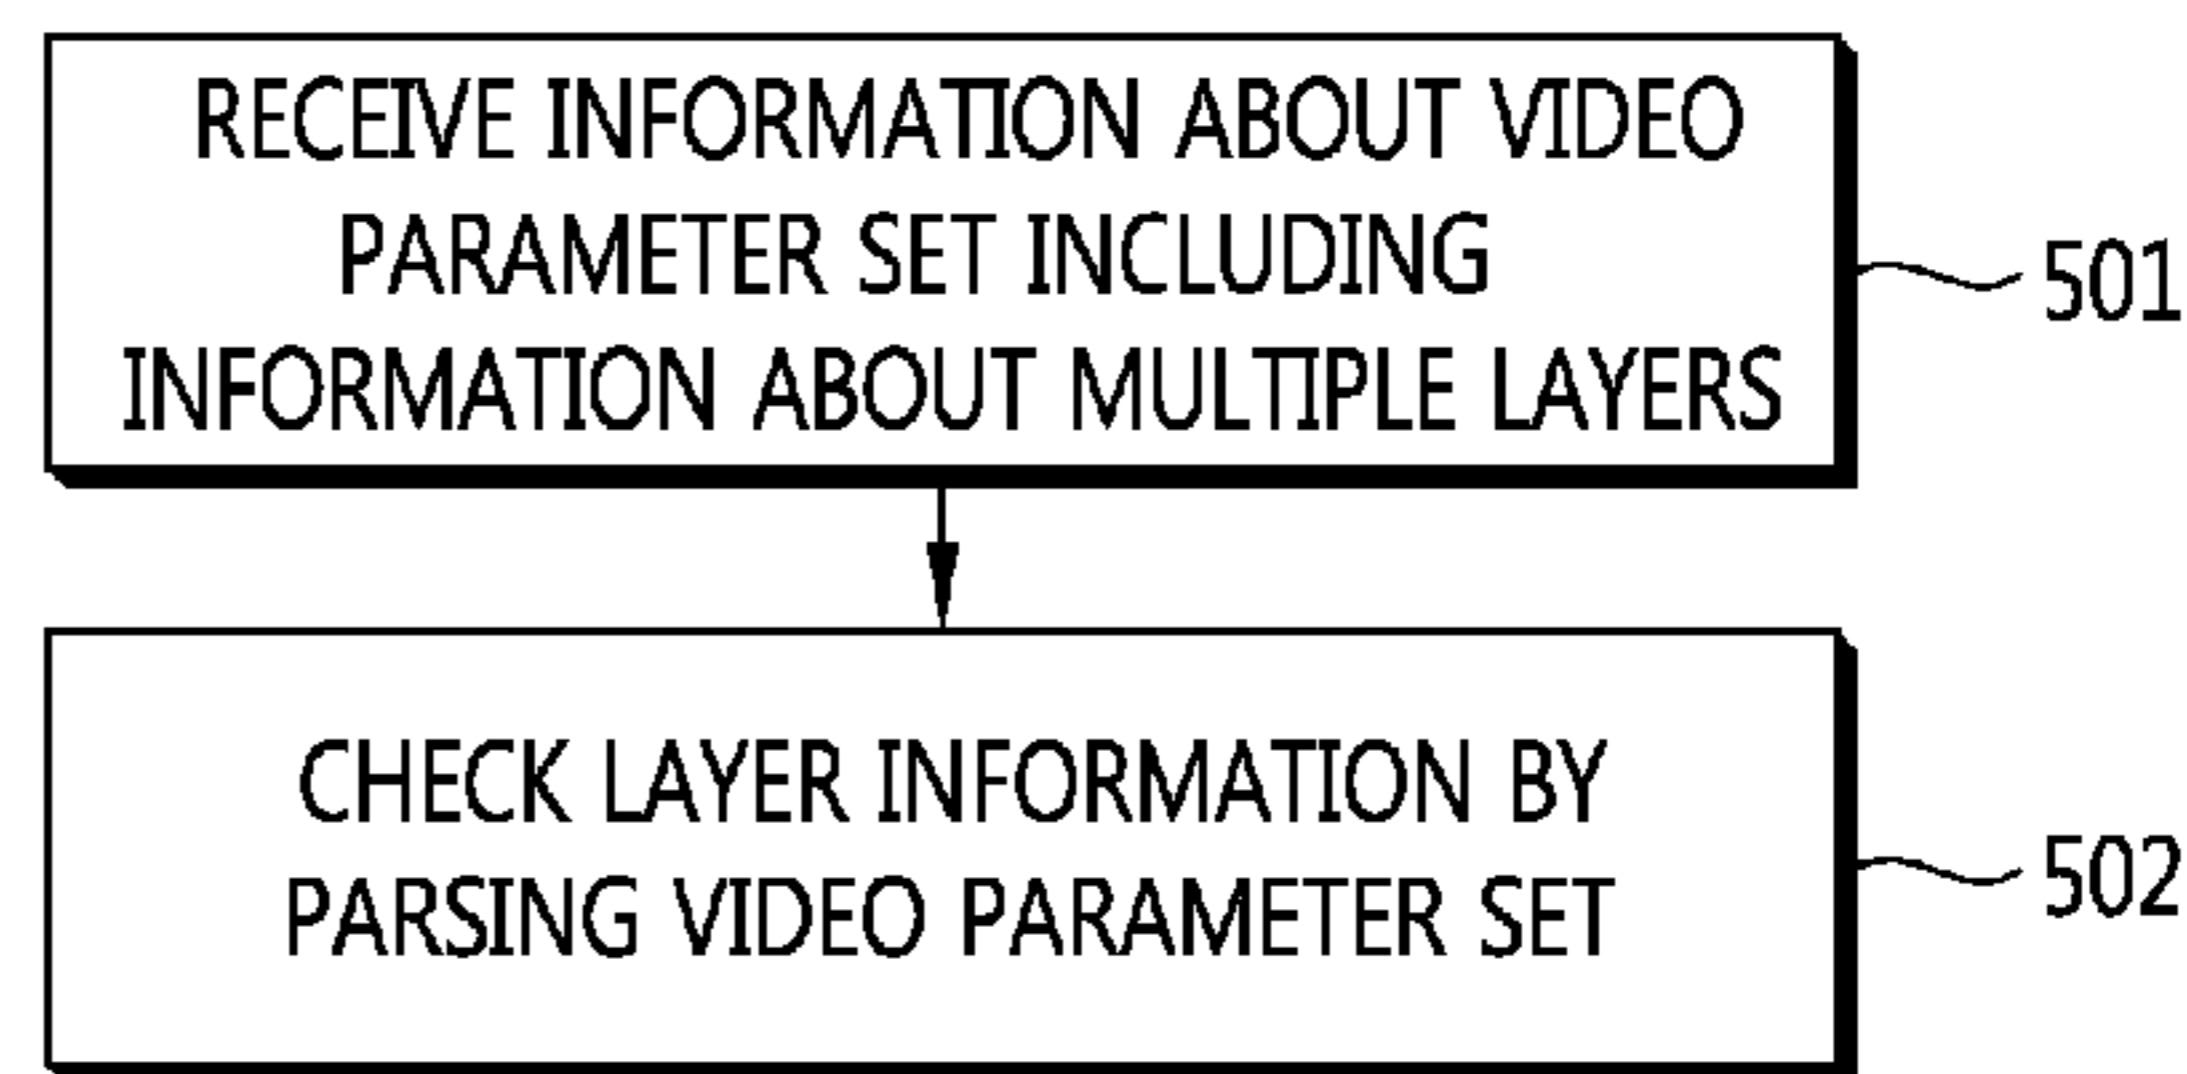 RECEIVE INFORMATION ABOUT VIDEO
PARAMETER SET INCLUDING
INFORMATION ABOUT MULTIPLE LAYERS
501
CHECK LAYER INFORMATION BY
PARSING VIDEO PARAMETER SET
502